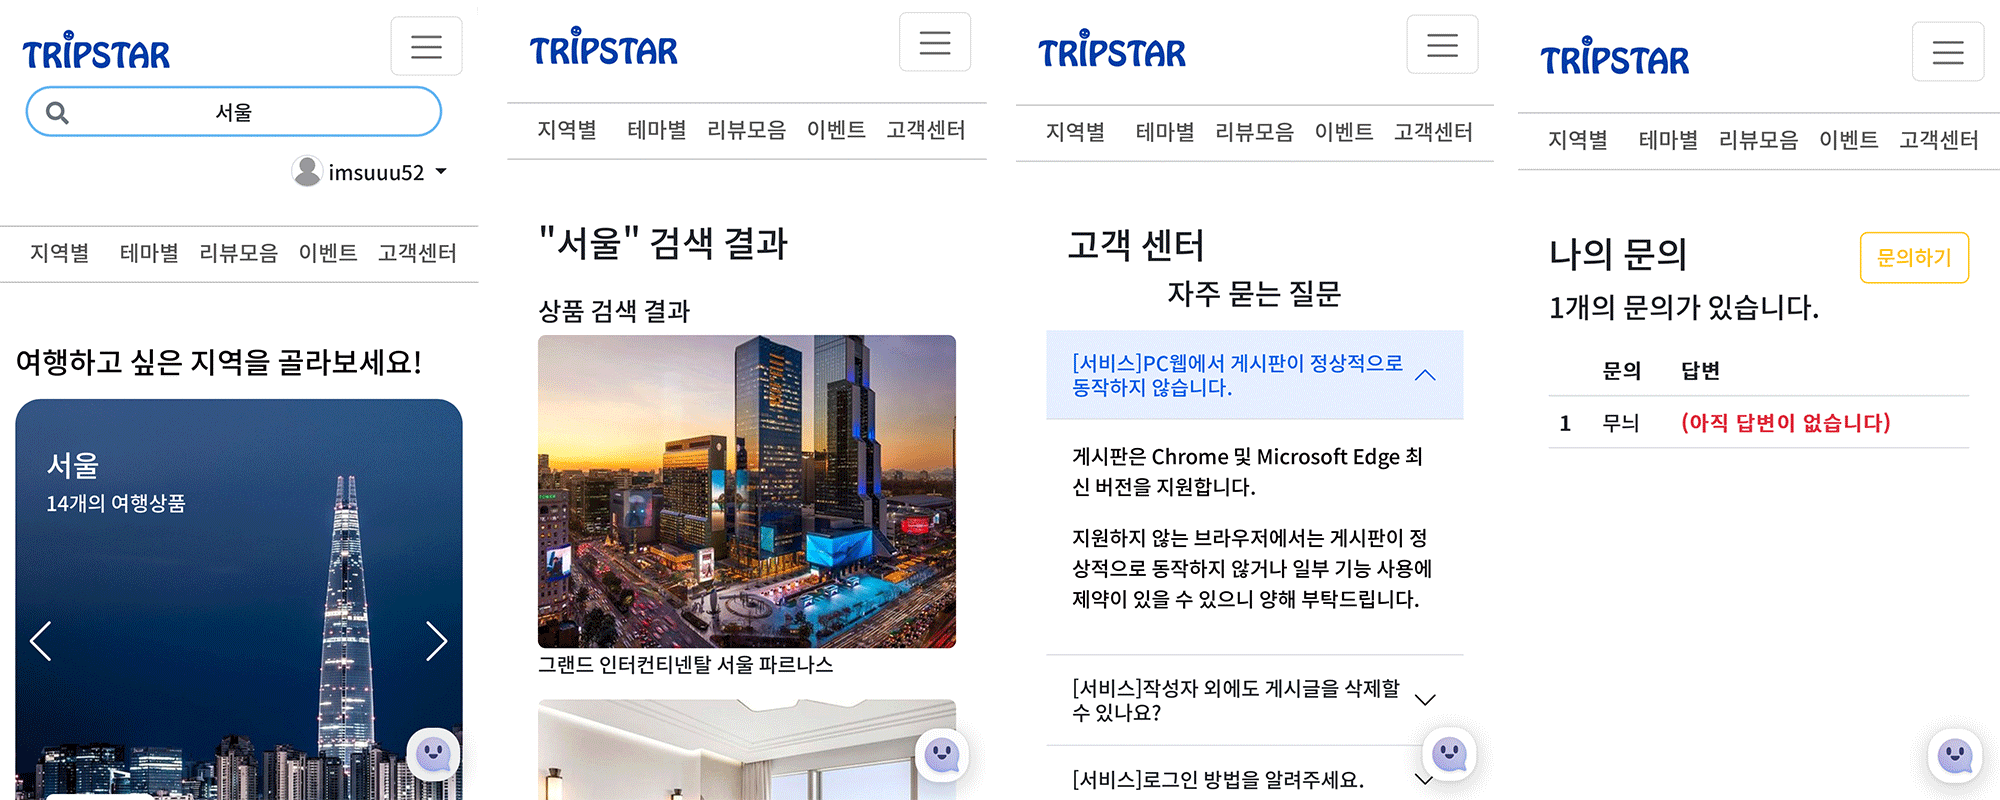 TRIPSTAR
서울
imsuuu52
지역별 테마별 리뷰모음 이벤트 고객센터
여행하고 싶은 지역을 골라보세요!
서울
14개의 여행상품
TRIPSTAR
지역별 테마별 리뷰모음 이벤트 고객센터
"서울" 검색 결과
상품 검색 결과
그랜드 인터컨티넨탈 서울 파르나스
TRIPSTAR
지역별 테마별 리뷰모음 이벤트 고객센터
고객 센터
자주 묻는 질문
[서비스]PC웹에서 게시판이 정상적으로
동작하지 않습니다.
게시판은 Chrome 및 Microsoft Edge 최
신 버전을 지원합니다.
지원하지 않는 브라우저에서는 게시판이 정
상적으로 동작하지 않거나 일부 기능 사용에
제약이 있을 수 있으니 양해 부탁드립니다.
[서비스]작성자 외에도 게시글을 삭제할
수 있나요?
[서비스]로그인 방법을 알려주세요.
TRIPSTAR
지역별 테마별 리뷰모음 이벤트 고객센터
나의 문의
문의하기
1개의 문의가 있습니다.
문의 답변
1 무늬 (아직 답변이 없습니다)